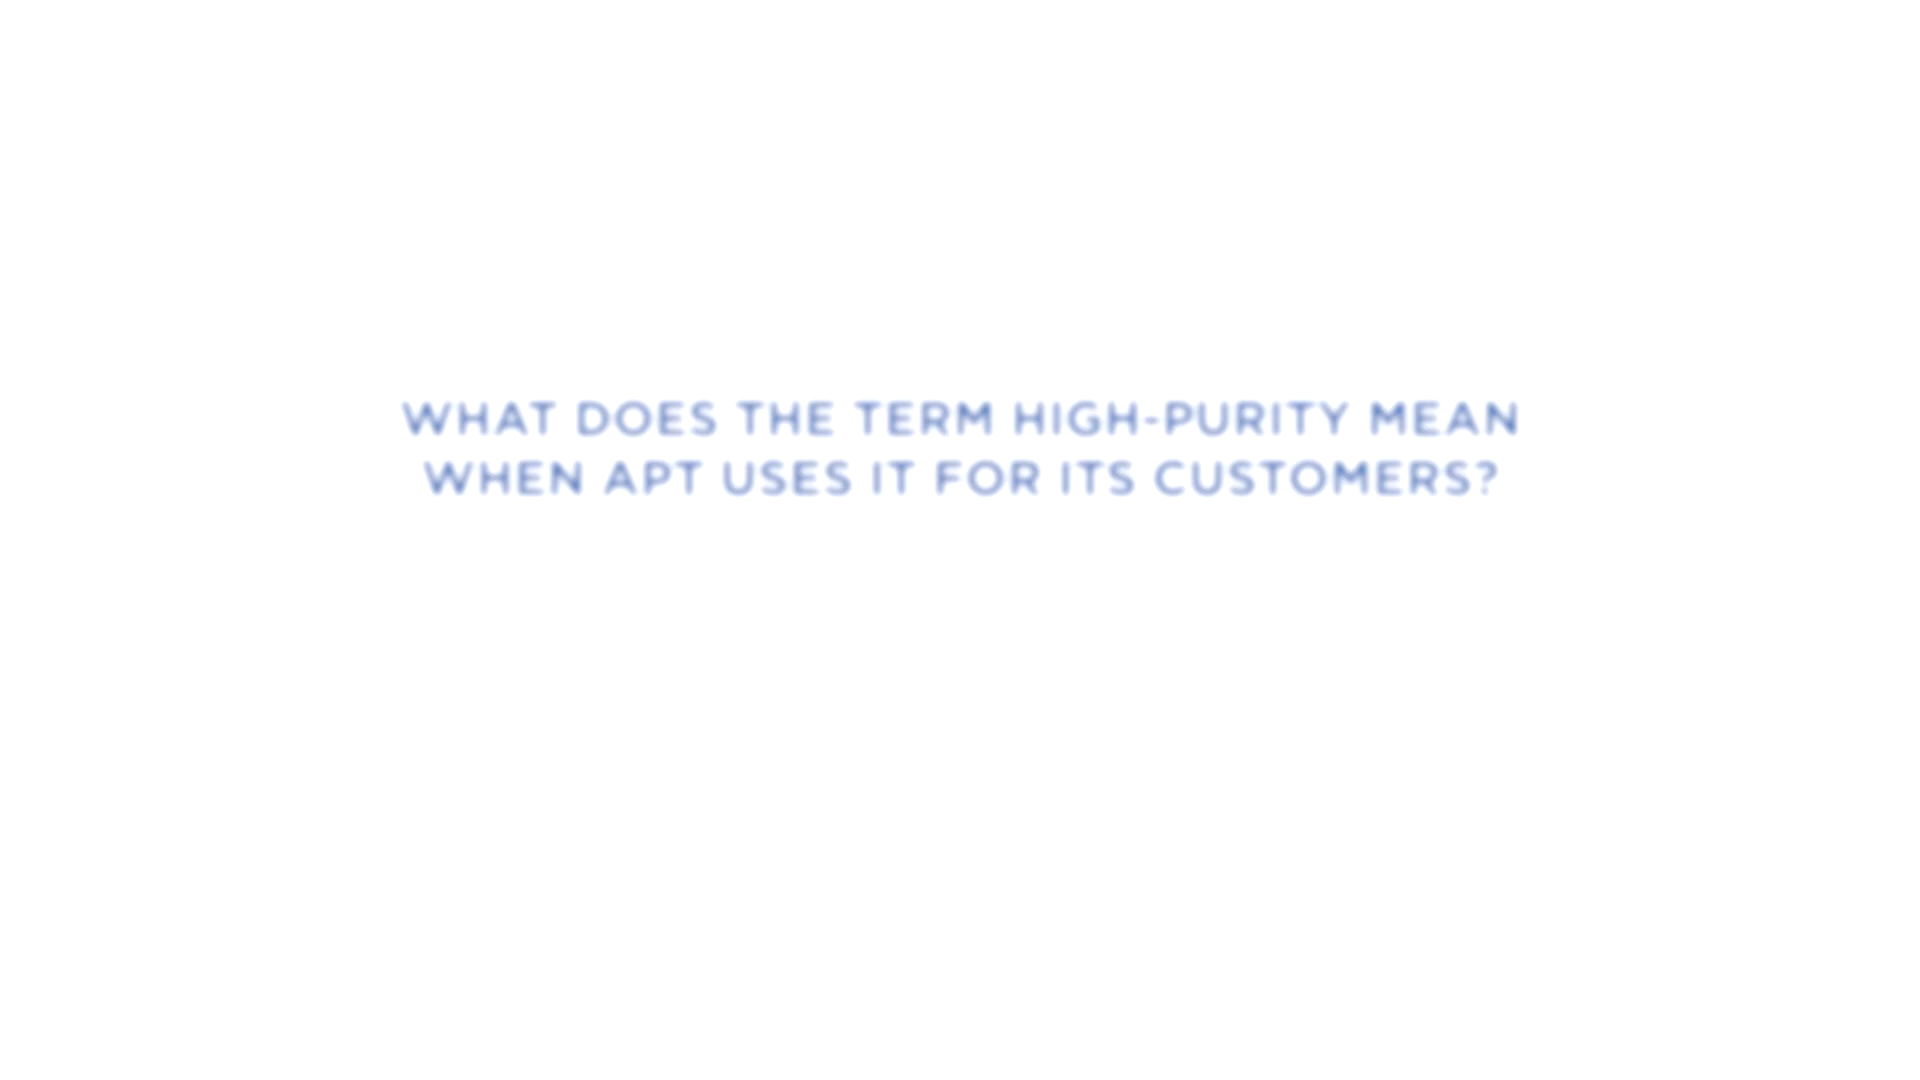 WHAT DOES THE TERM HIGH-PURITY MEAN
WHEN APT USES IT FOR ITS CUSTOMERS?